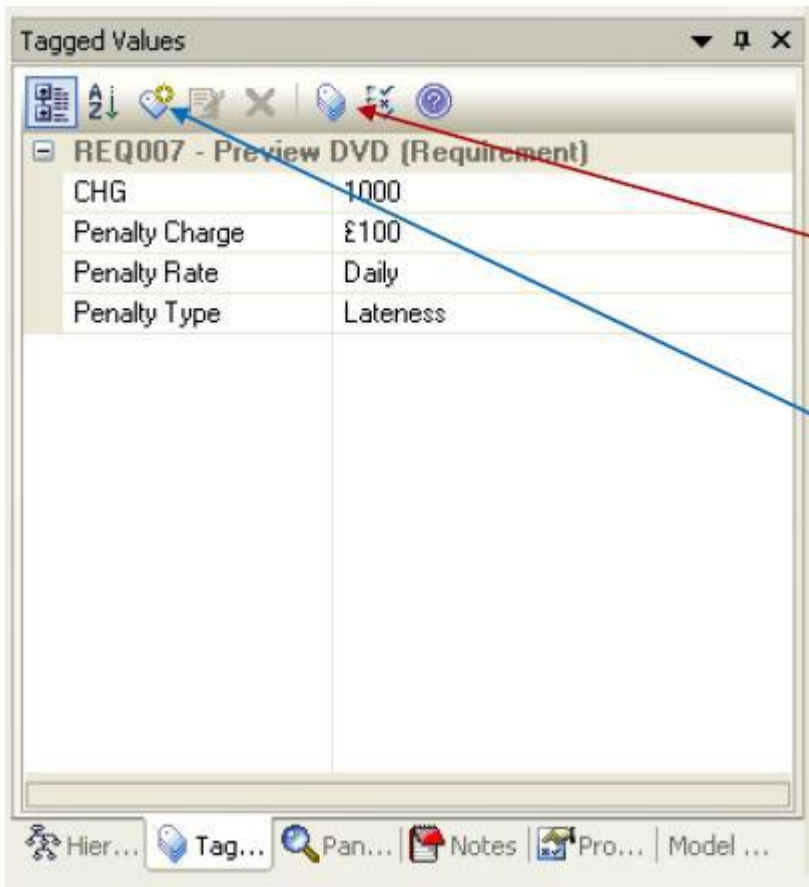 Tagged Values
A
Z
REQ007 - Preview DVD (Requirement)
CHG 1000
Penalty Charge £100
Penalty Rate Daily
Penalty Type Lateness
Hier... Tag... Pan... Notes Pro... Model ...